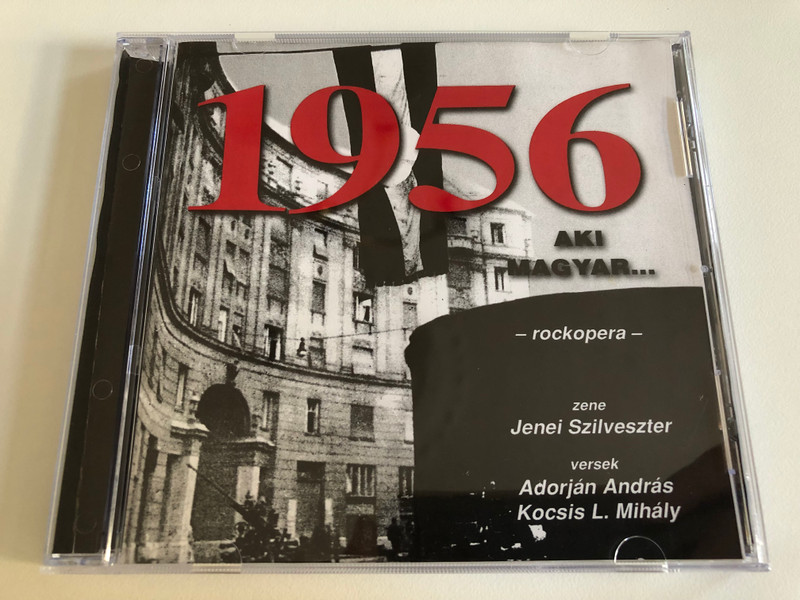 1956
AKI
MAGYAR...
– rockopera –
zene
Jenei Szilveszter
versek
Adorján András
Kocsis L. Mihály